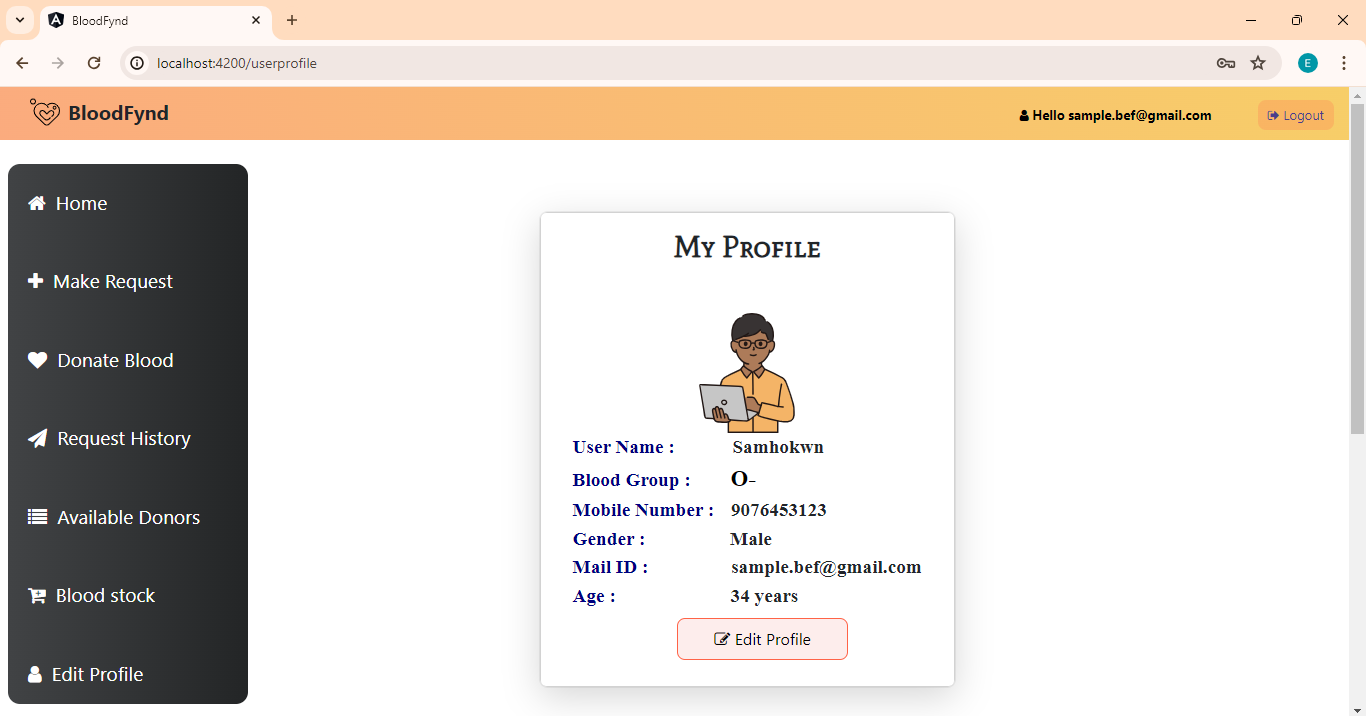 BloodFynd
localhost:4200/userprofile
E
BloodFynd
Hello sample.bef@gmail.com
Logout
Home
Make Request
Donate Blood
Request History
Available Donors
Blood stock
Edit Profile
My Profile
User Name : Samhokwn
Blood Group : O-
Mobile Number : 9076453123
Gender : Male
Mail ID : sample.bef@gmail.com
Age : 34 years
Edit Profile